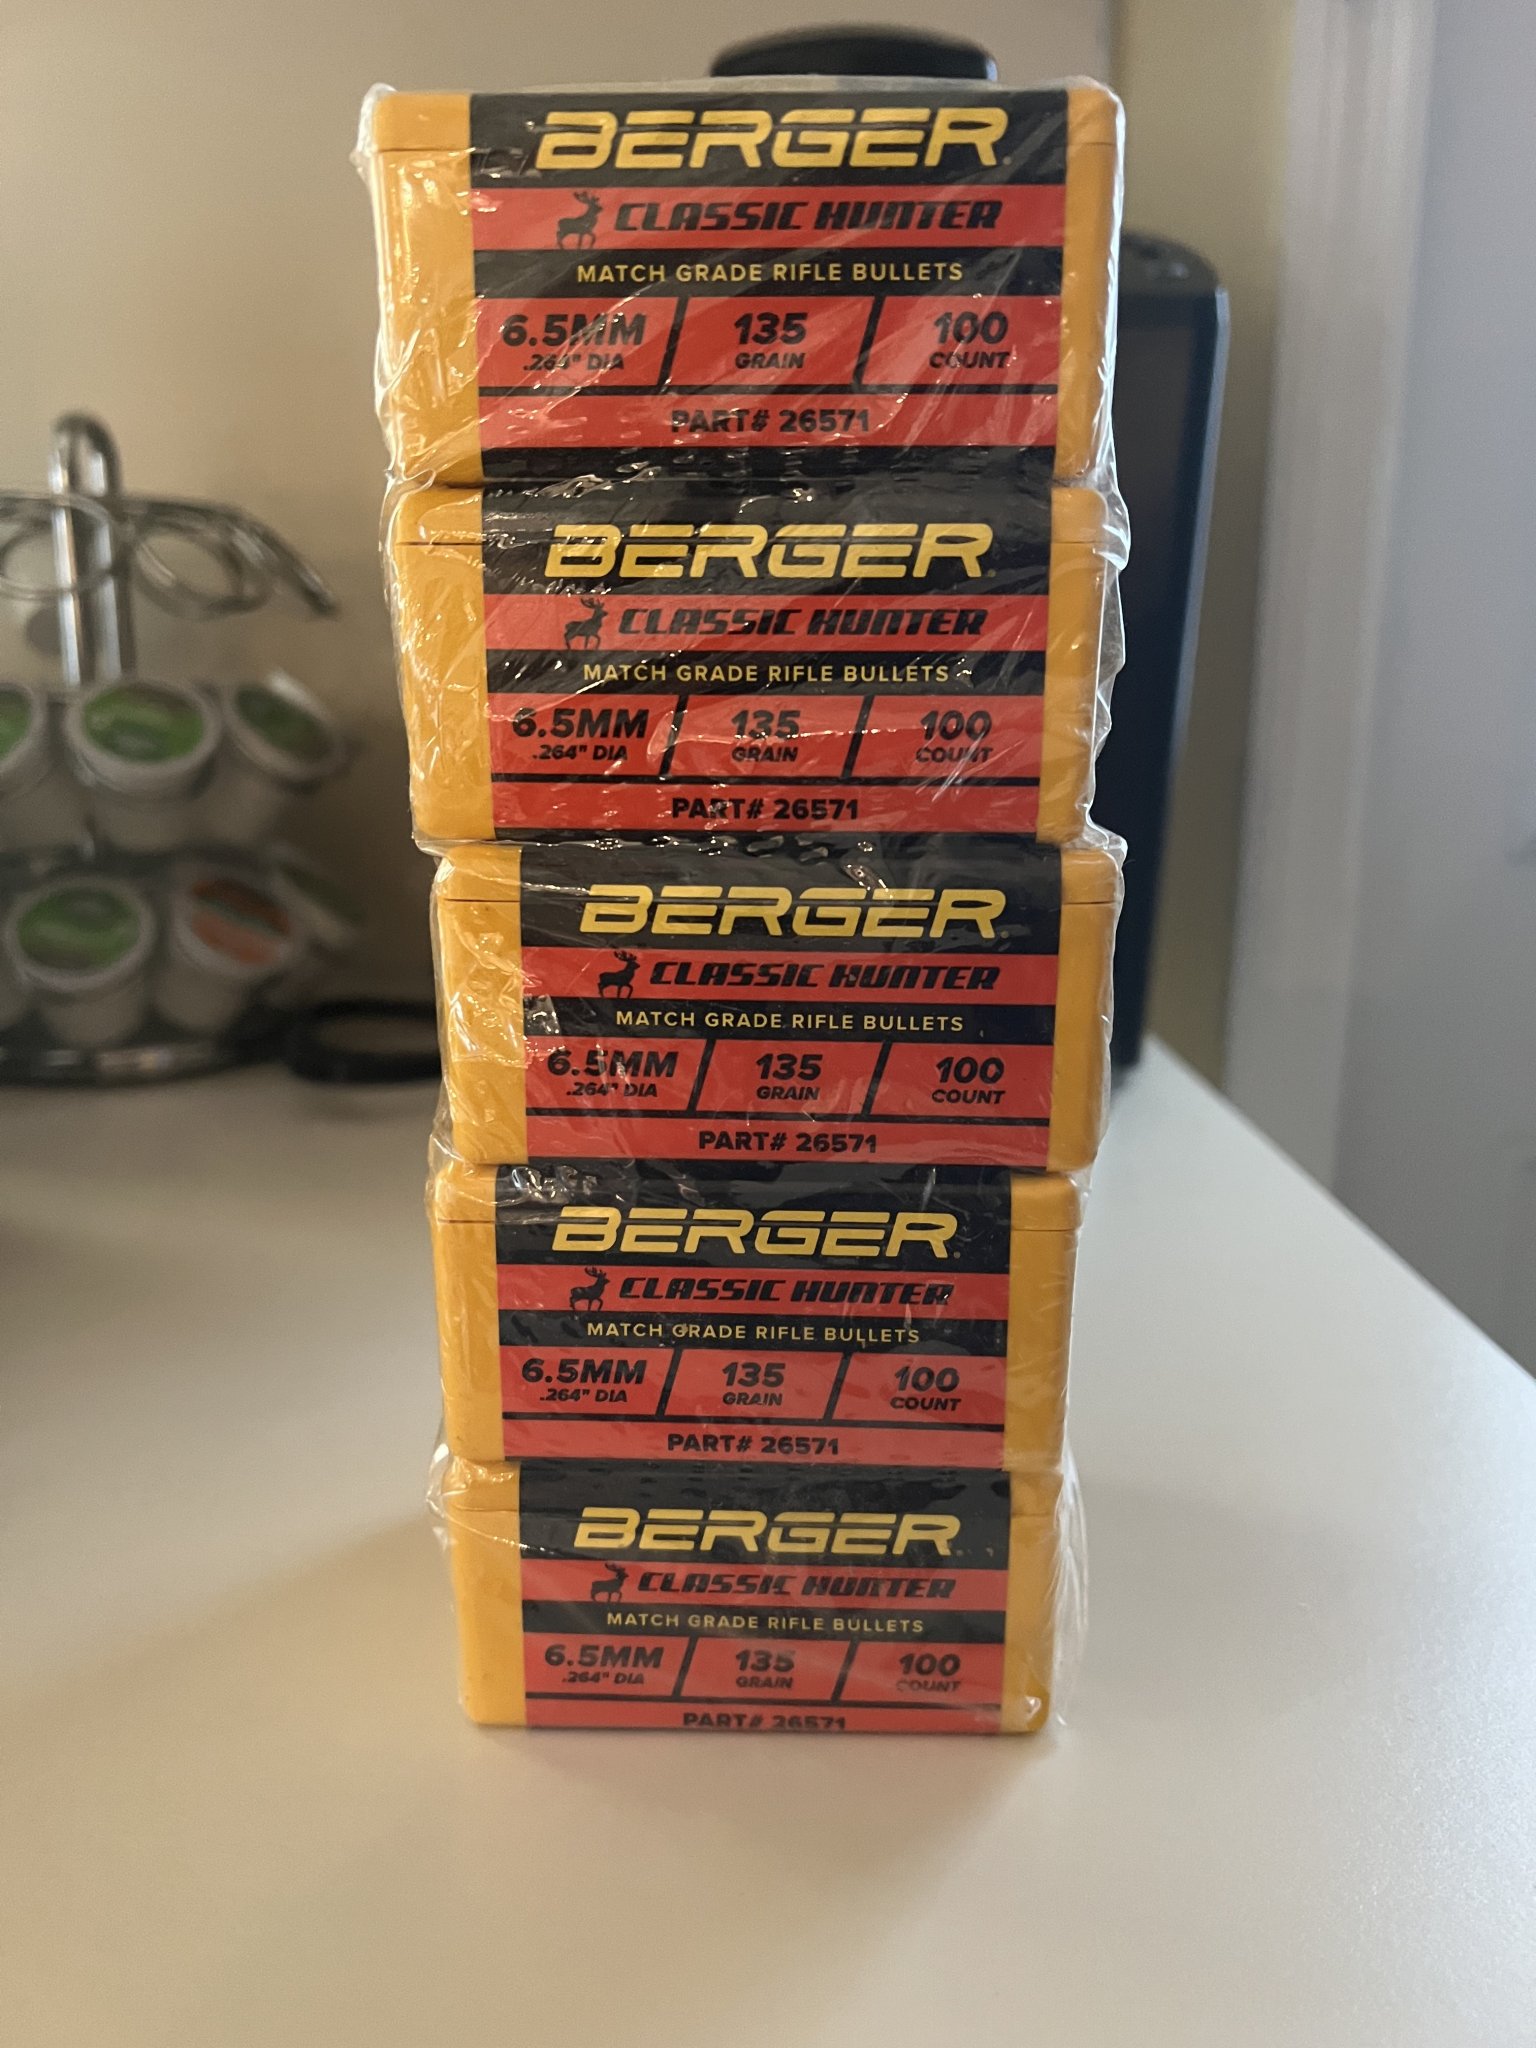 BERGER
CLASSIC HUNTER
MATCH GRADE RIFLE BULLETS
6.5MM 135 100
.264" DIA GRAIN COUNT
PART# 26571
BERGER
CLASSIC HUNTER
MATCH GRADE RIFLE BULLETS
6.5MM 135 100
.264" DIA GRAIN COUNT
PART# 26571
BERGER
CLASSIC HUNTER
MATCH GRADE RIFLE BULLETS
6.5MM 135 100
.264" DIA GRAIN COUNT
PART# 26571
BERGER
CLASSIC HUNTER
MATCH GRADE RIFLE BULLETS
6.5MM 135 100
.264" DIA GRAIN COUNT
PART# 26571
BERGER
CLASSIC HUNTER
MATCH GRADE RIFLE BULLETS
6.5MM 135 100
.264" DIA GRAIN COUNT
PART# 26571